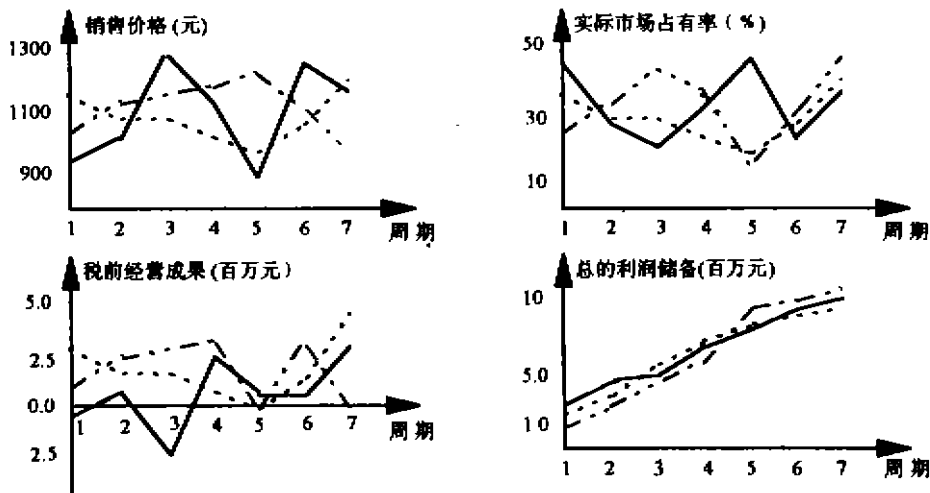 销售价格(元)
1300
1100
900
1 2 3 4 5 6 7
周期
实际市场占有率(%)
50
30
10
1 2 3 4 5 6 7
周期
税前经营成果(百万元)
5.0
2.5
0.0
2.5
1 2 3 4 5 6 7
周期
总的利润储备(百万元)
10
5.0
1 0
1 2 3 4 5 6 7
周期